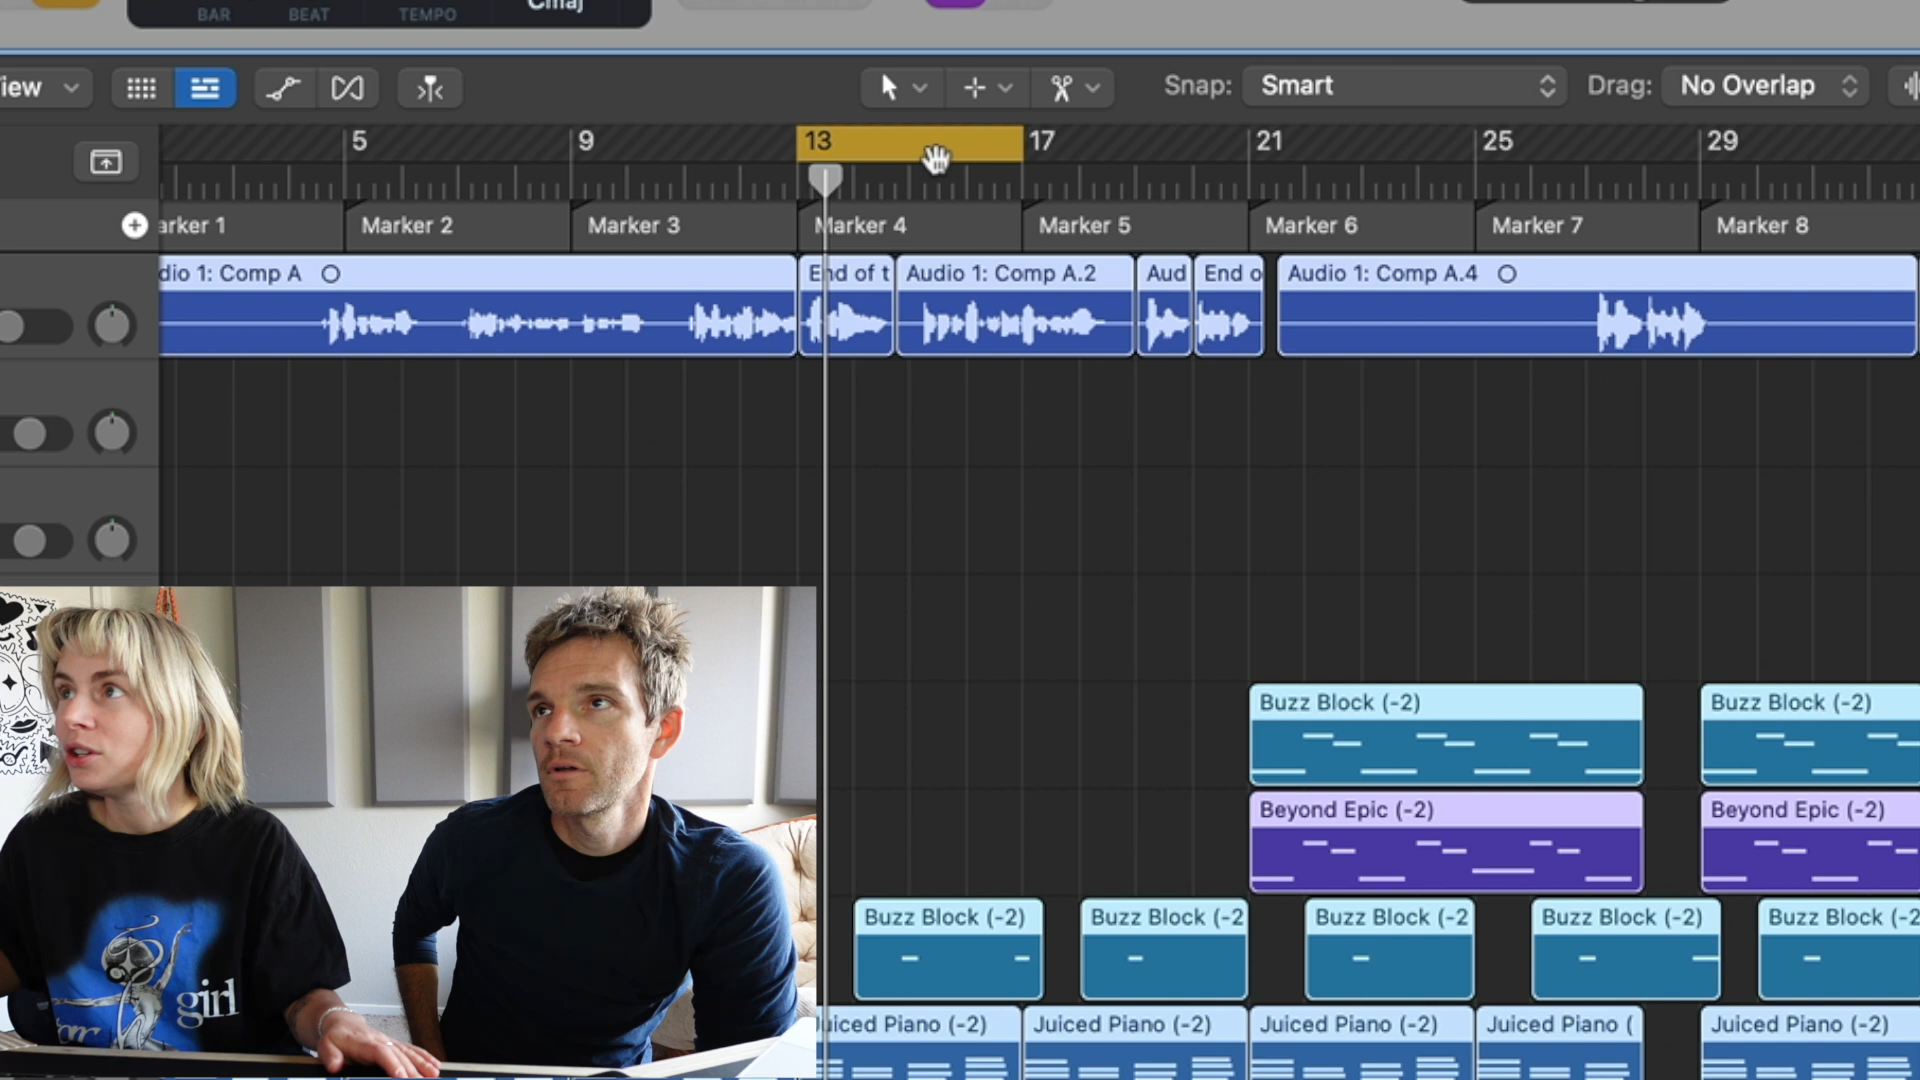 BAR BEAT TEMPO Cmaj
iew Snap: Smart Drag: No Overlap
5 9 13 17 21 25 29
arker 1 Marker 2 Marker 3 Marker 4 Marker 5 Marker 6 Marker 7 Marker 8
dio 1: Comp A End of t Audio 1: Comp A.2 Aud End o Audio 1: Comp A.4
Buzz Block (-2) Buzz Block (-2)
Beyond Epic (-2) Beyond Epic (-2)
Buzz Block (-2) Buzz Block (-2 Buzz Block (-2 Buzz Block (-2) Buzz Block (-2
girl
uiced Piano (-2) Juiced Piano (-2) Juiced Piano (-2) Juiced Piano ( Juiced Piano (-2)